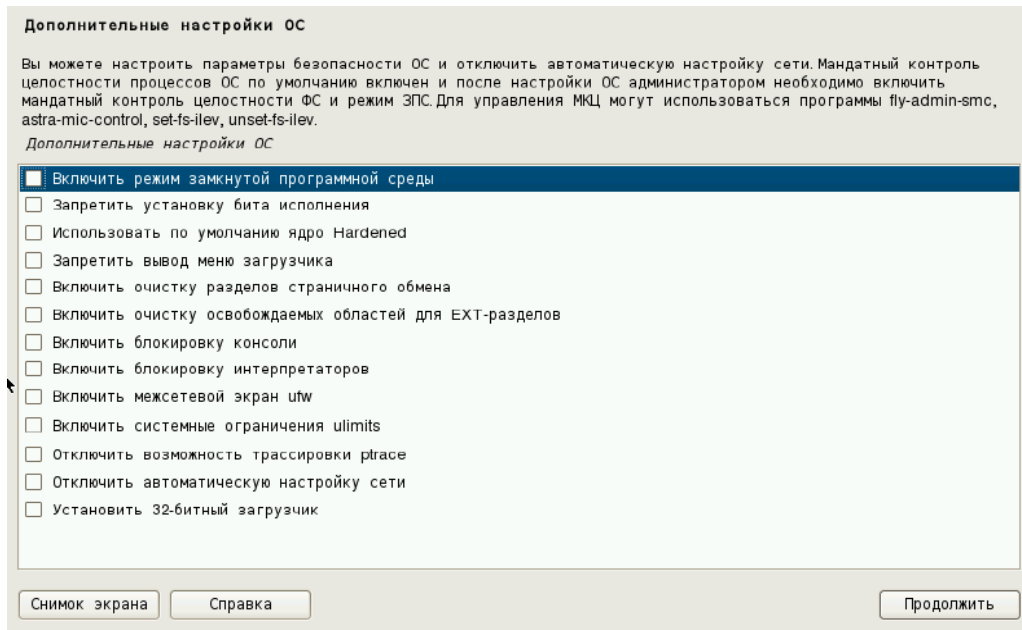 Дополнительные настройки ОС
Вы можете настроить параметры безопасности ОС и отключить автоматическую настройку сети. Мандатный контроль
целостности процессов ОС по умолчанию включен и после настройки ОС администратором необходимо включить
мандатный контроль целостности ФС и режим ЗПС. Для управления МКЦ могут использоваться программы fly-admin-smc,
astra-mic-control, set-fs-ilev, unset-fs-ilev.
Дополнительные настройки ОС
Включить режим замкнутой программной среды
Запретить установку бита исполнения
Использовать по умолчанию ядро Hardened
Запретить вывод меню загрузчика
Включить очистку разделов страничного обмена
Включить очистку освобождаемых областей для EXT-разделов
Включить блокировку консоли
Включить блокировку интерпретаторов
Включить межсетевой экран ufw
Включить системные ограничения ulimits
Отключить возможность трассировки ptrace
Отключить автоматическую настройку сети
Установить 32-битный загрузчик
Снимок экрана
Справка
Продолжить